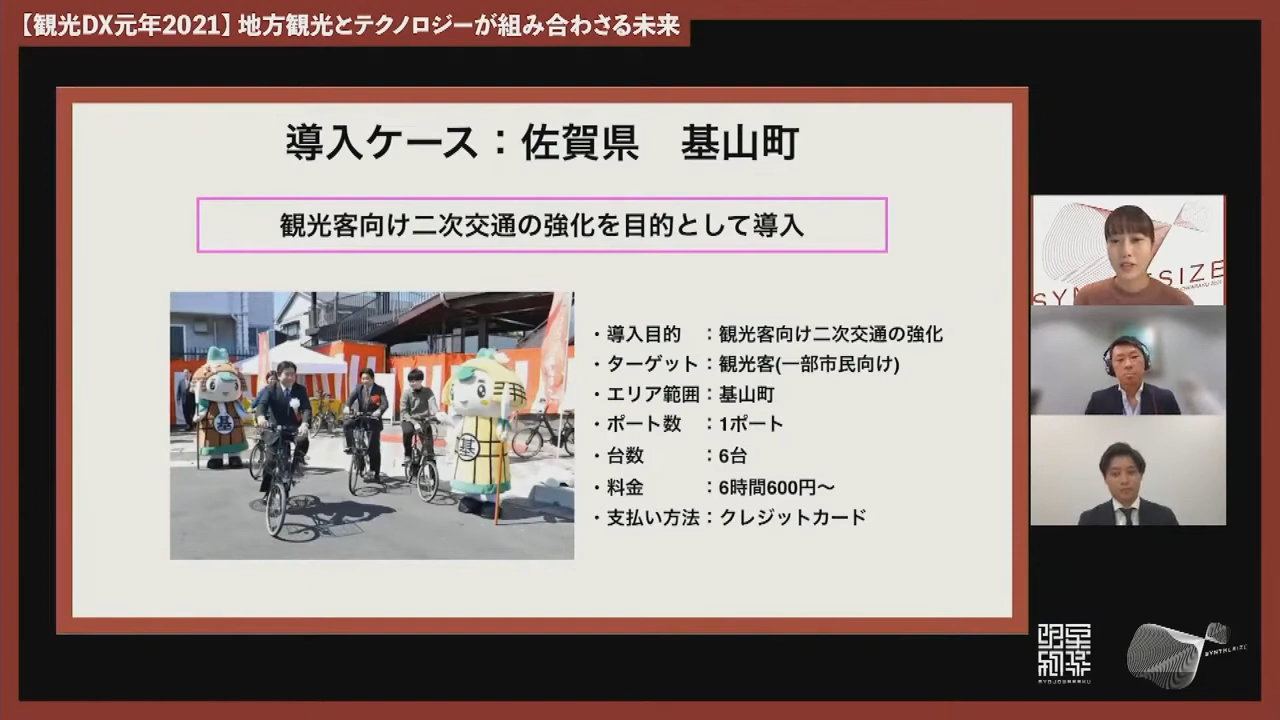 【観光DX元年2021】地方観光とテクノロジーが組み合わさる未来
導入ケース：佐賀県　基山町
観光客向け二次交通の強化を目的として導入
・導入目的　：観光客向け二次交通の強化
・ターゲット：観光客(一部市民向け)
・エリア範囲：基山町
・ポート数　：1ポート
・台数　　　：6台
・料金　　　：6時間600円〜
・支払い方法：クレジットカード
基
基
SYNTHESIZE